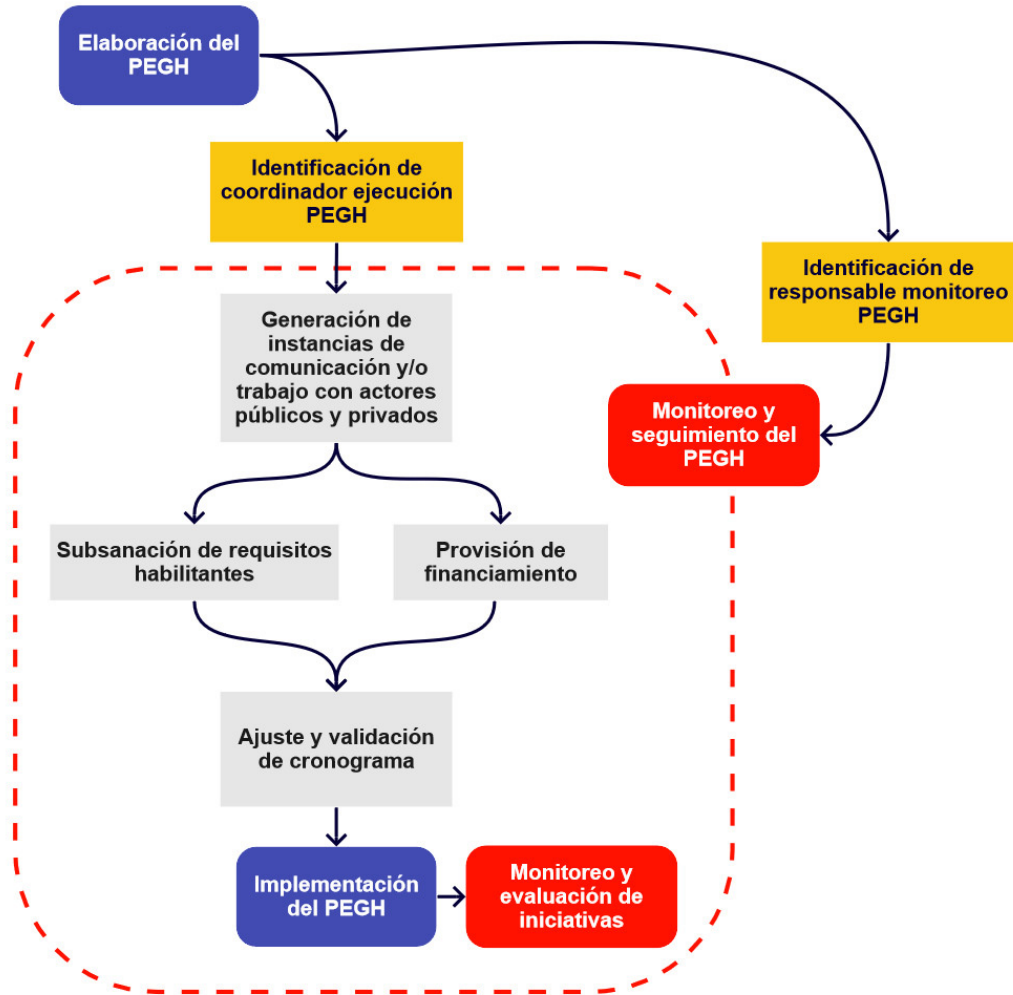 Elaboración del
PEGH
Identificación de
coordinador ejecución
PEGH
Identificación de
responsable monitoreo
PEGH
Generación de
instancias de
comunicación y/o
trabajo con actores
públicos y privados
Monitoreo y
seguimiento del
PEGH
Subsanación de requisitos
habilitantes
Provisión de
financiamiento
Ajuste y validación
de cronograma
Implementación
del PEGH
Monitoreo y
evaluación de
iniciativas